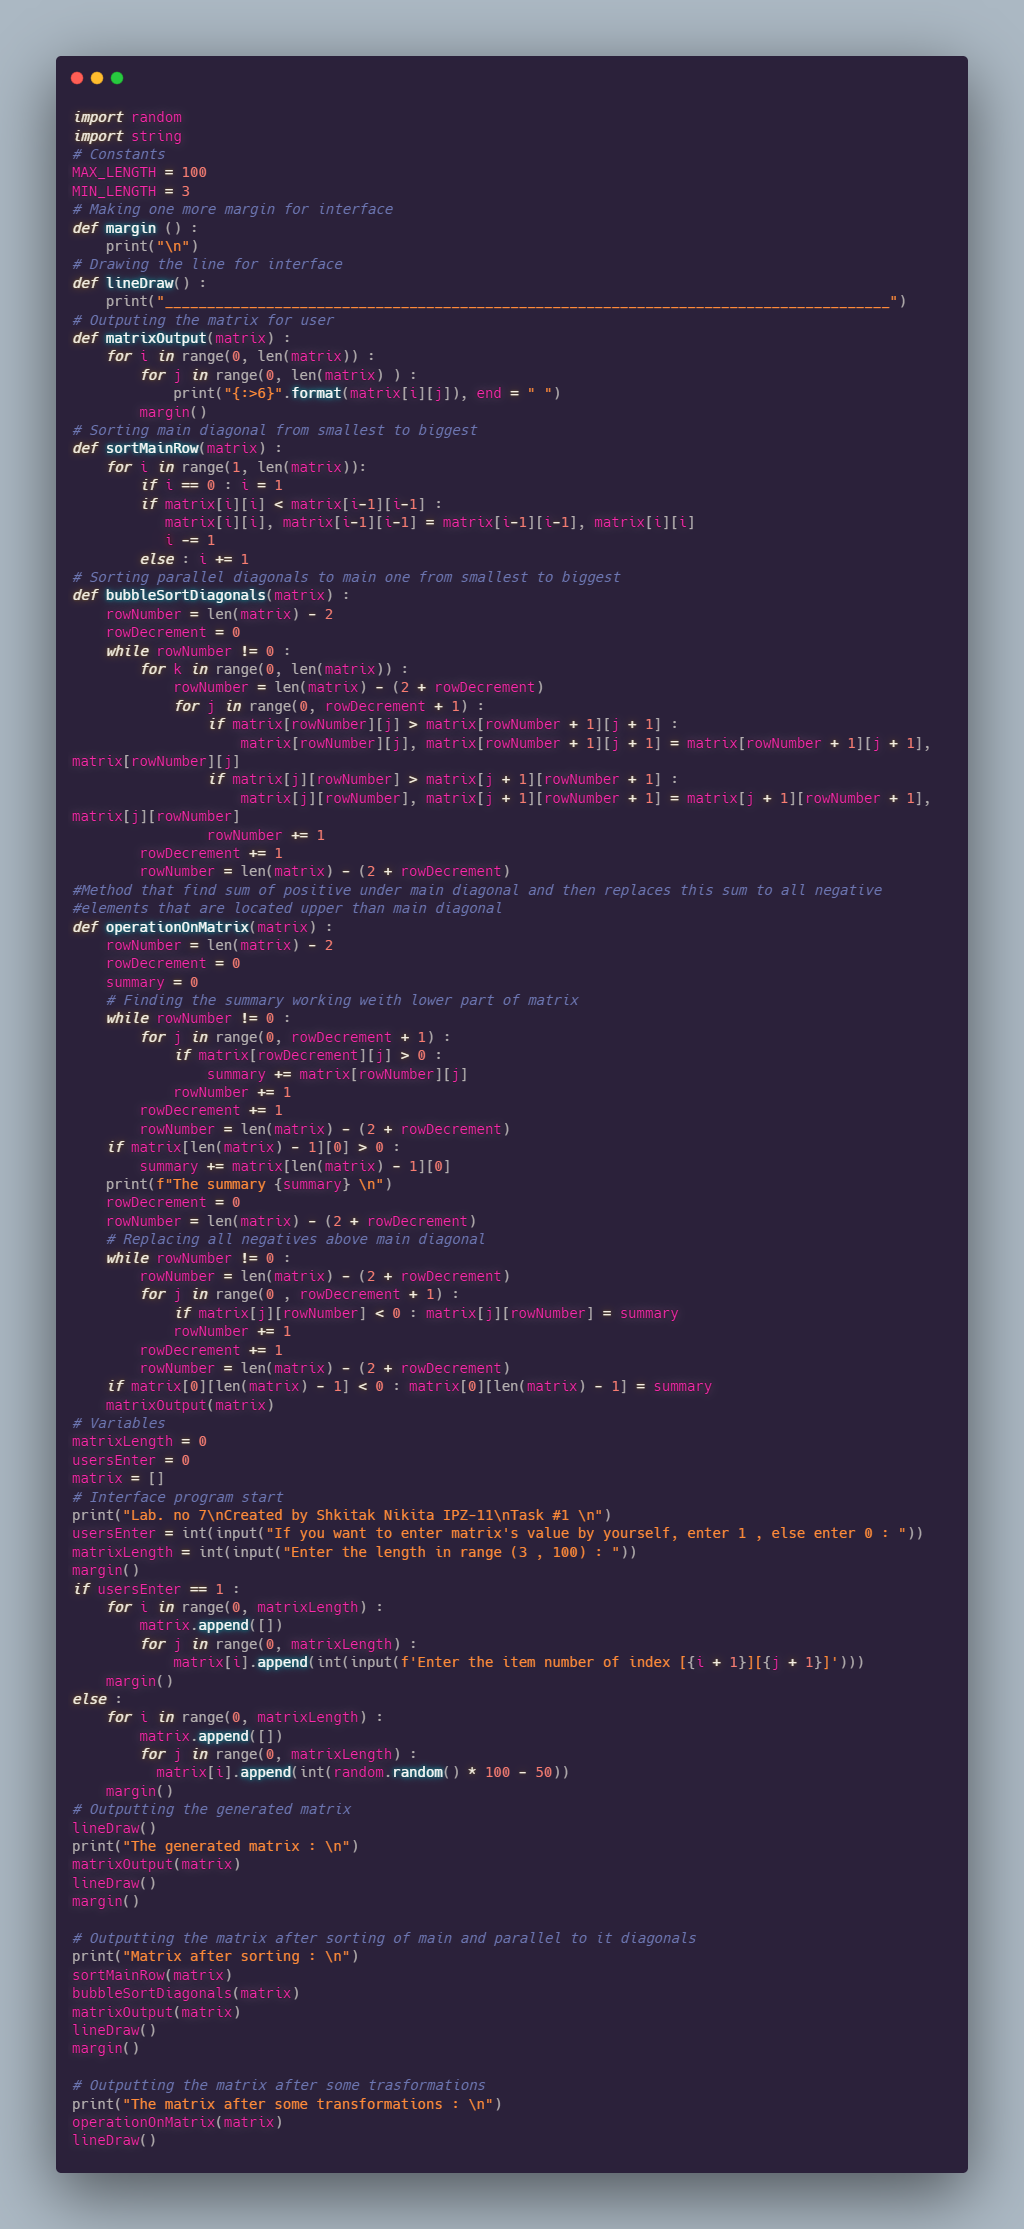 import random
import string
# Constants
MAX_LENGTH = 100
MIN_LENGTH = 3
# Making one more margin for interface
def margin () :
    print("\n")
# Drawing the line for interface
def lineDraw() :
    print("______________________________________________________________________________________")
# Outputing the matrix for user
def matrixOutput(matrix) :
    for i in range(0, len(matrix)) :
        for j in range(0, len(matrix) ) :
            print("{:>6}".format(matrix[i][j]), end = " ")
        margin()
# Sorting main diagonal from smallest to biggest
def sortMainRow(matrix) :
    for i in range(1, len(matrix)):
        if i == 0 : i = 1
        if matrix[i][i] < matrix[i-1][i-1] :
           matrix[i][i], matrix[i-1][i-1] = matrix[i-1][i-1], matrix[i][i]
           i -= 1
        else : i += 1
# Sorting parallel diagonals to main one from smallest to biggest
def bubbleSortDiagonals(matrix) :
    rowNumber = len(matrix) - 2
    rowDecrement = 0
    while rowNumber != 0 :
        for k in range(0, len(matrix)) :
            rowNumber = len(matrix) - (2 + rowDecrement)
            for j in range(0, rowDecrement + 1) :
                if matrix[rowNumber][j] > matrix[rowNumber + 1][j + 1] :
                    matrix[rowNumber][j], matrix[rowNumber + 1][j + 1] = matrix[rowNumber + 1][j + 1],
matrix[rowNumber][j]
                if matrix[j][rowNumber] > matrix[j + 1][rowNumber + 1] :
                    matrix[j][rowNumber], matrix[j + 1][rowNumber + 1] = matrix[j + 1][rowNumber + 1],
matrix[j][rowNumber]
                rowNumber += 1
        rowDecrement += 1
        rowNumber = len(matrix) - (2 + rowDecrement)
#Method that find sum of positive under main diagonal and then replaces this sum to all negative
#elements that are located upper than main diagonal
def operationOnMatrix(matrix) :
    rowNumber = len(matrix) - 2
    rowDecrement = 0
    summary = 0
    # Finding the summary working weith lower part of matrix
    while rowNumber != 0 :
        for j in range(0, rowDecrement + 1) :
            if matrix[rowDecrement][j] > 0 :
                summary += matrix[rowNumber][j]
            rowNumber += 1
        rowDecrement += 1
        rowNumber = len(matrix) - (2 + rowDecrement)
    if matrix[len(matrix) - 1][0] > 0 :
        summary += matrix[len(matrix) - 1][0]
    print(f"The summary {summary} \n")
    rowDecrement = 0
    rowNumber = len(matrix) - (2 + rowDecrement)
    # Replacing all negatives above main diagonal
    while rowNumber != 0 :
        rowNumber = len(matrix) - (2 + rowDecrement)
        for j in range(0 , rowDecrement + 1) :
            if matrix[j][rowNumber] < 0 : matrix[j][rowNumber] = summary
            rowNumber += 1
        rowDecrement += 1
        rowNumber = len(matrix) - (2 + rowDecrement)
    if matrix[0][len(matrix) - 1] < 0 : matrix[0][len(matrix) - 1] = summary
    matrixOutput(matrix)
# Variables
matrixLength = 0
usersEnter = 0
matrix = []
# Interface program start
print("Lab. no 7\nCreated by Shkitak Nikita IPZ-11\nTask #1 \n")
usersEnter = int(input("If you want to enter matrix's value by yourself, enter 1 , else enter 0 : "))
matrixLength = int(input("Enter the length in range (3 , 100) : "))
margin()
if usersEnter == 1 :
    for i in range(0, matrixLength) :
        matrix.append([])
        for j in range(0, matrixLength) :
            matrix[i].append(int(input(f'Enter the item number of index [{i + 1}][{j + 1}]')))
    margin()
else :
    for i in range(0, matrixLength) :
        matrix.append([])
        for j in range(0, matrixLength) :
          matrix[i].append(int(random.random() * 100 - 50))
    margin()
# Outputting the generated matrix
lineDraw()
print("The generated matrix : \n")
matrixOutput(matrix)
lineDraw()
margin()

# Outputting the matrix after sorting of main and parallel to it diagonals
print("Matrix after sorting : \n")
sortMainRow(matrix)
bubbleSortDiagonals(matrix)
matrixOutput(matrix)
lineDraw()
margin()

# Outputting the matrix after some trasformations
print("The matrix after some transformations : \n")
operationOnMatrix(matrix)
lineDraw()